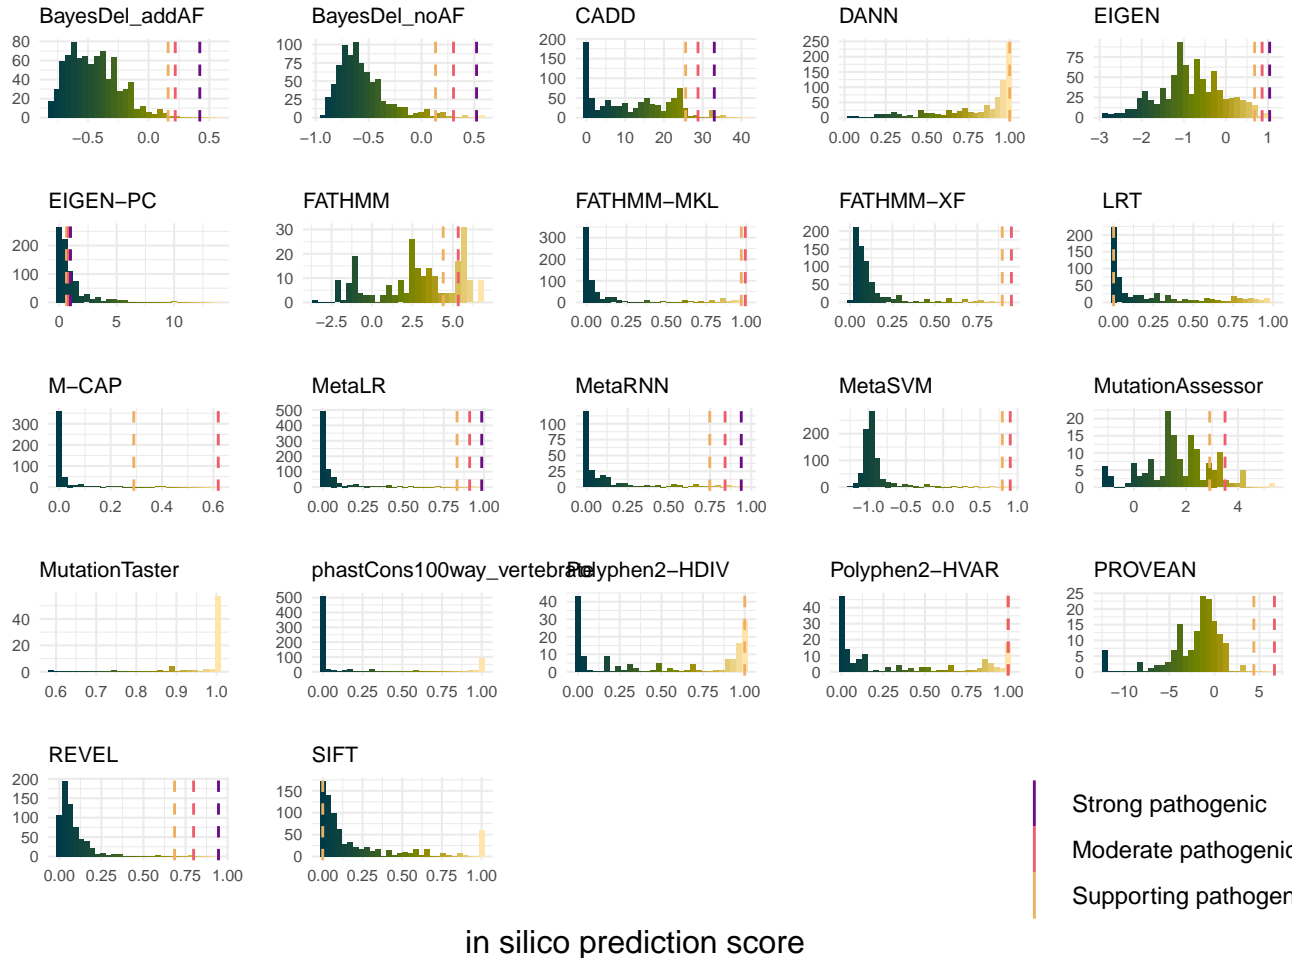 BayesDel_addAF BayesDel_noAF CADD DANN EIGEN
80 60 40 20 0
100 75 50 25 0
200 150 100 50 0
250 200 150 100 50 0
75 50 25 0
−0.5 0.0 0.5
−1.0 −0.5 0.0 0.5
0 10 20 30 40
0.00 0.25 0.50 0.75 1.00
−3 −2 −1 0 1
EIGEN−PC FATHMM FATHMM−MKL FATHMM−XF LRT
200 100 0
30 20 10 0
300 200 100 0
200 150 100 50 0
200 150 100 50 0
0 5 10
−2.5 0.0 2.5 5.0
0.00 0.25 0.50 0.75 1.00
0.00 0.25 0.50 0.75
0.00 0.25 0.50 0.75 1.00
M−CAP MetaLR MetaRNN MetaSVM MutationAssessor
300 200 100 0
500 400 300 200 100 0
100 75 50 25 0
200 100 0
20 15 10 5 0
0.0 0.2 0.4 0.6
0.00 0.25 0.50 0.75 1.00
0.00 0.25 0.50 0.75 1.00
−1.0 −0.5 0.0 0.5 1.0
0 2 4
MutationTaster phastCons100way_vertebrate Polyphen2−HDIV Polyphen2−HVAR PROVEAN
40 20 0
500 400 300 200 100 0
40 30 20 10 0
40 30 20 10 0
25 20 15 10 5 0
0.6 0.7 0.8 0.9 1.0
0.00 0.25 0.50 0.75 1.00
0.00 0.25 0.50 0.75 1.00
0.00 0.25 0.50 0.75 1.00
−10 −5 0 5
REVEL SIFT
200 150 100 50 0
150 100 50 0
0.00 0.25 0.50 0.75 1.00
0.00 0.25 0.50 0.75 1.00
Strong pathogenic
Moderate pathogenic
Supporting pathogen
in silico prediction score